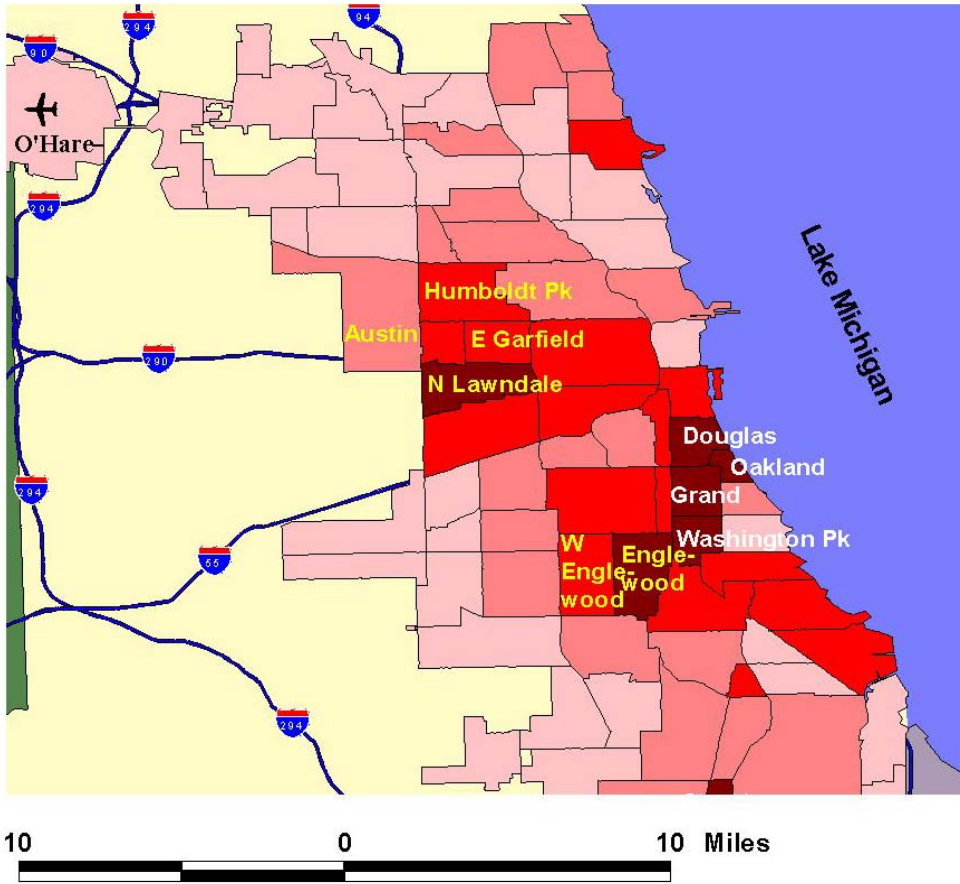 294
94
90
O'Hare
294
Lake Michigan
Humboldt Pk
Austin
E Garfield
290
N Lawndale
Douglas
Oakland
294
Grand
Washington Pk
55
W
Engle-
wood
Engle-
wood
294
10 0 10 Miles